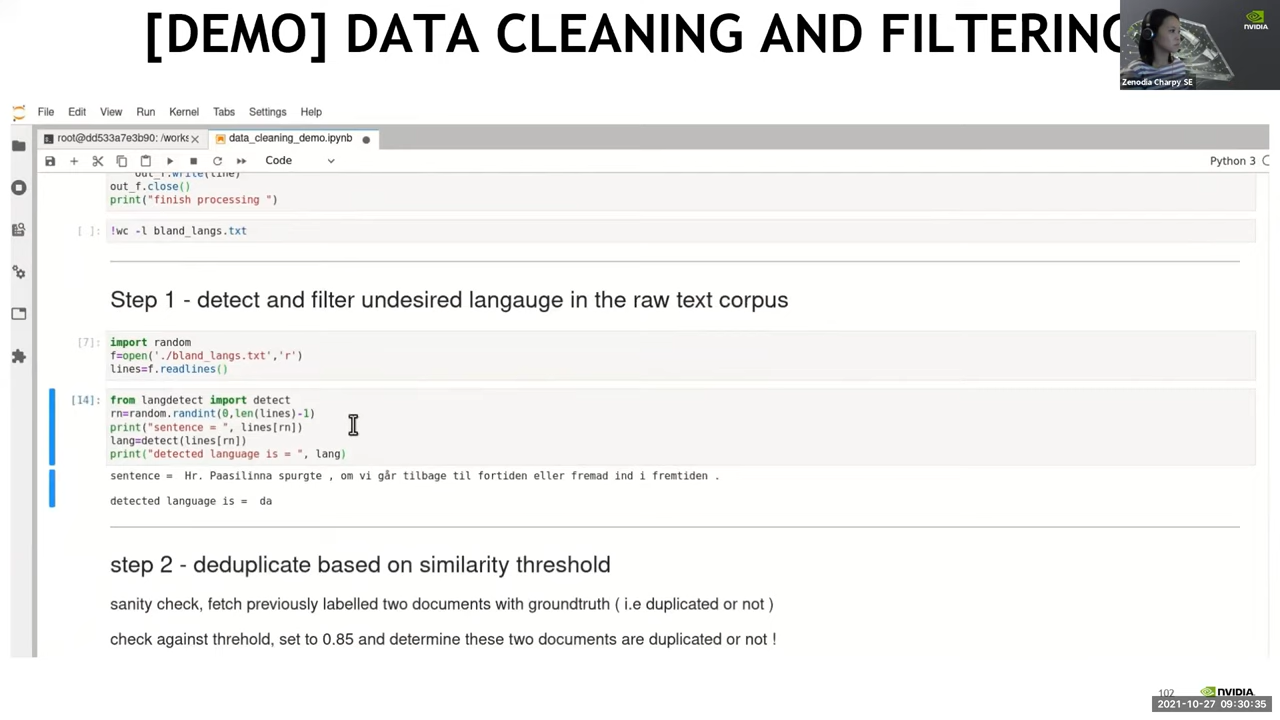 [DEMO] DATA CLEANING AND FILTERING
NVIDIA
Zenodia Charpy SE
File Edit View Run Kernel Tabs Settings Help
root@dd533a7e3b90: /works
data_cleaning_demo.ipynb
Code
Python 3
out_f.write(line)
out_f.close()
print("finish processing ")
[ ]: !wc -l bland_langs.txt
Step 1 - detect and filter undesired langauge in the raw text corpus
[7]: import random
f=open('./bland_langs.txt','r')
lines=f.readlines()
[14]: from langdetect import detect
rn=random.randint(0,len(lines)-1)
print("sentence = ", lines[rn])
lang=detect(lines[rn])
print("detected language is = ", lang)
sentence =  Hr. Paasilinna spurgte , om vi går tilbage til fortiden eller fremad ind i fremtiden .
detected language is =  da
step 2 - deduplicate based on similarity threshold
sanity check, fetch previously labelled two documents with groundtruth ( i.e duplicated or not )
check against threhold, set to 0.85 and determine these two documents are duplicated or not !
102
NVIDIA
2021-10-27 09:30:35